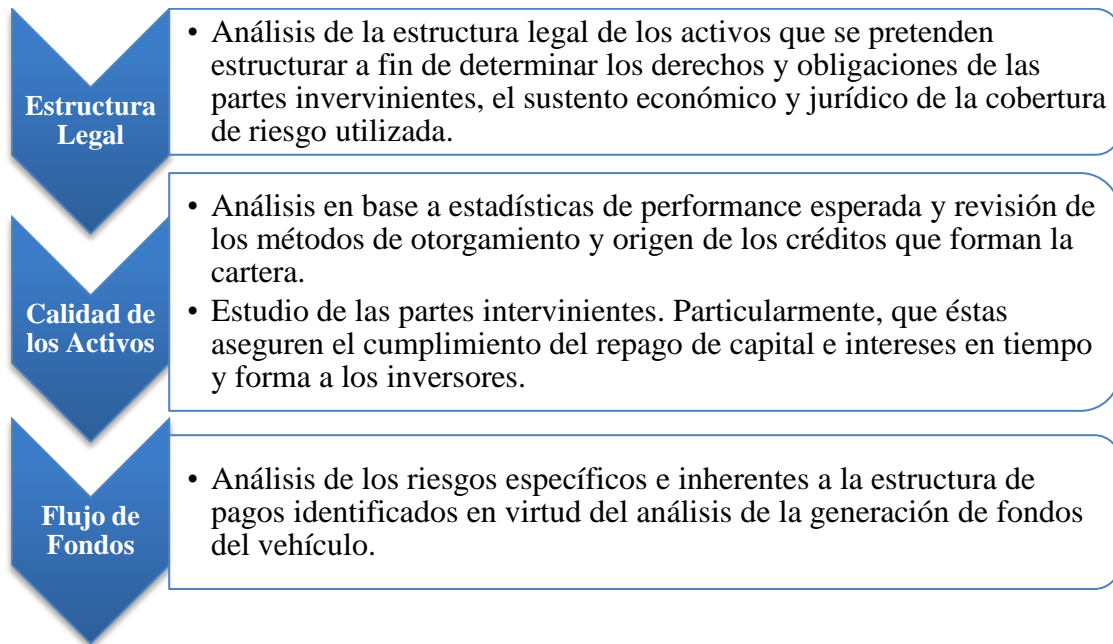 Estructura
Legal
• Análisis de la estructura legal de los activos que se pretenden
estructurar a fin de determinar los derechos y obligaciones de las
partes invervinientes, el sustento económico y jurídico de la cobertura
de riesgo utilizada.
Calidad de
los Activos
• Análisis en base a estadísticas de performance esperada y revisión de
los métodos de otorgamiento y origen de los créditos que forman la
cartera.
• Estudio de las partes intervinientes. Particularmente, que éstas
aseguren el cumplimiento del repago de capital e intereses en tiempo
y forma a los inversores.
Flujo de
Fondos
• Análisis de los riesgos específicos e inherentes a la estructura de
pagos identificados en virtud del análisis de la generación de fondos
del vehículo.